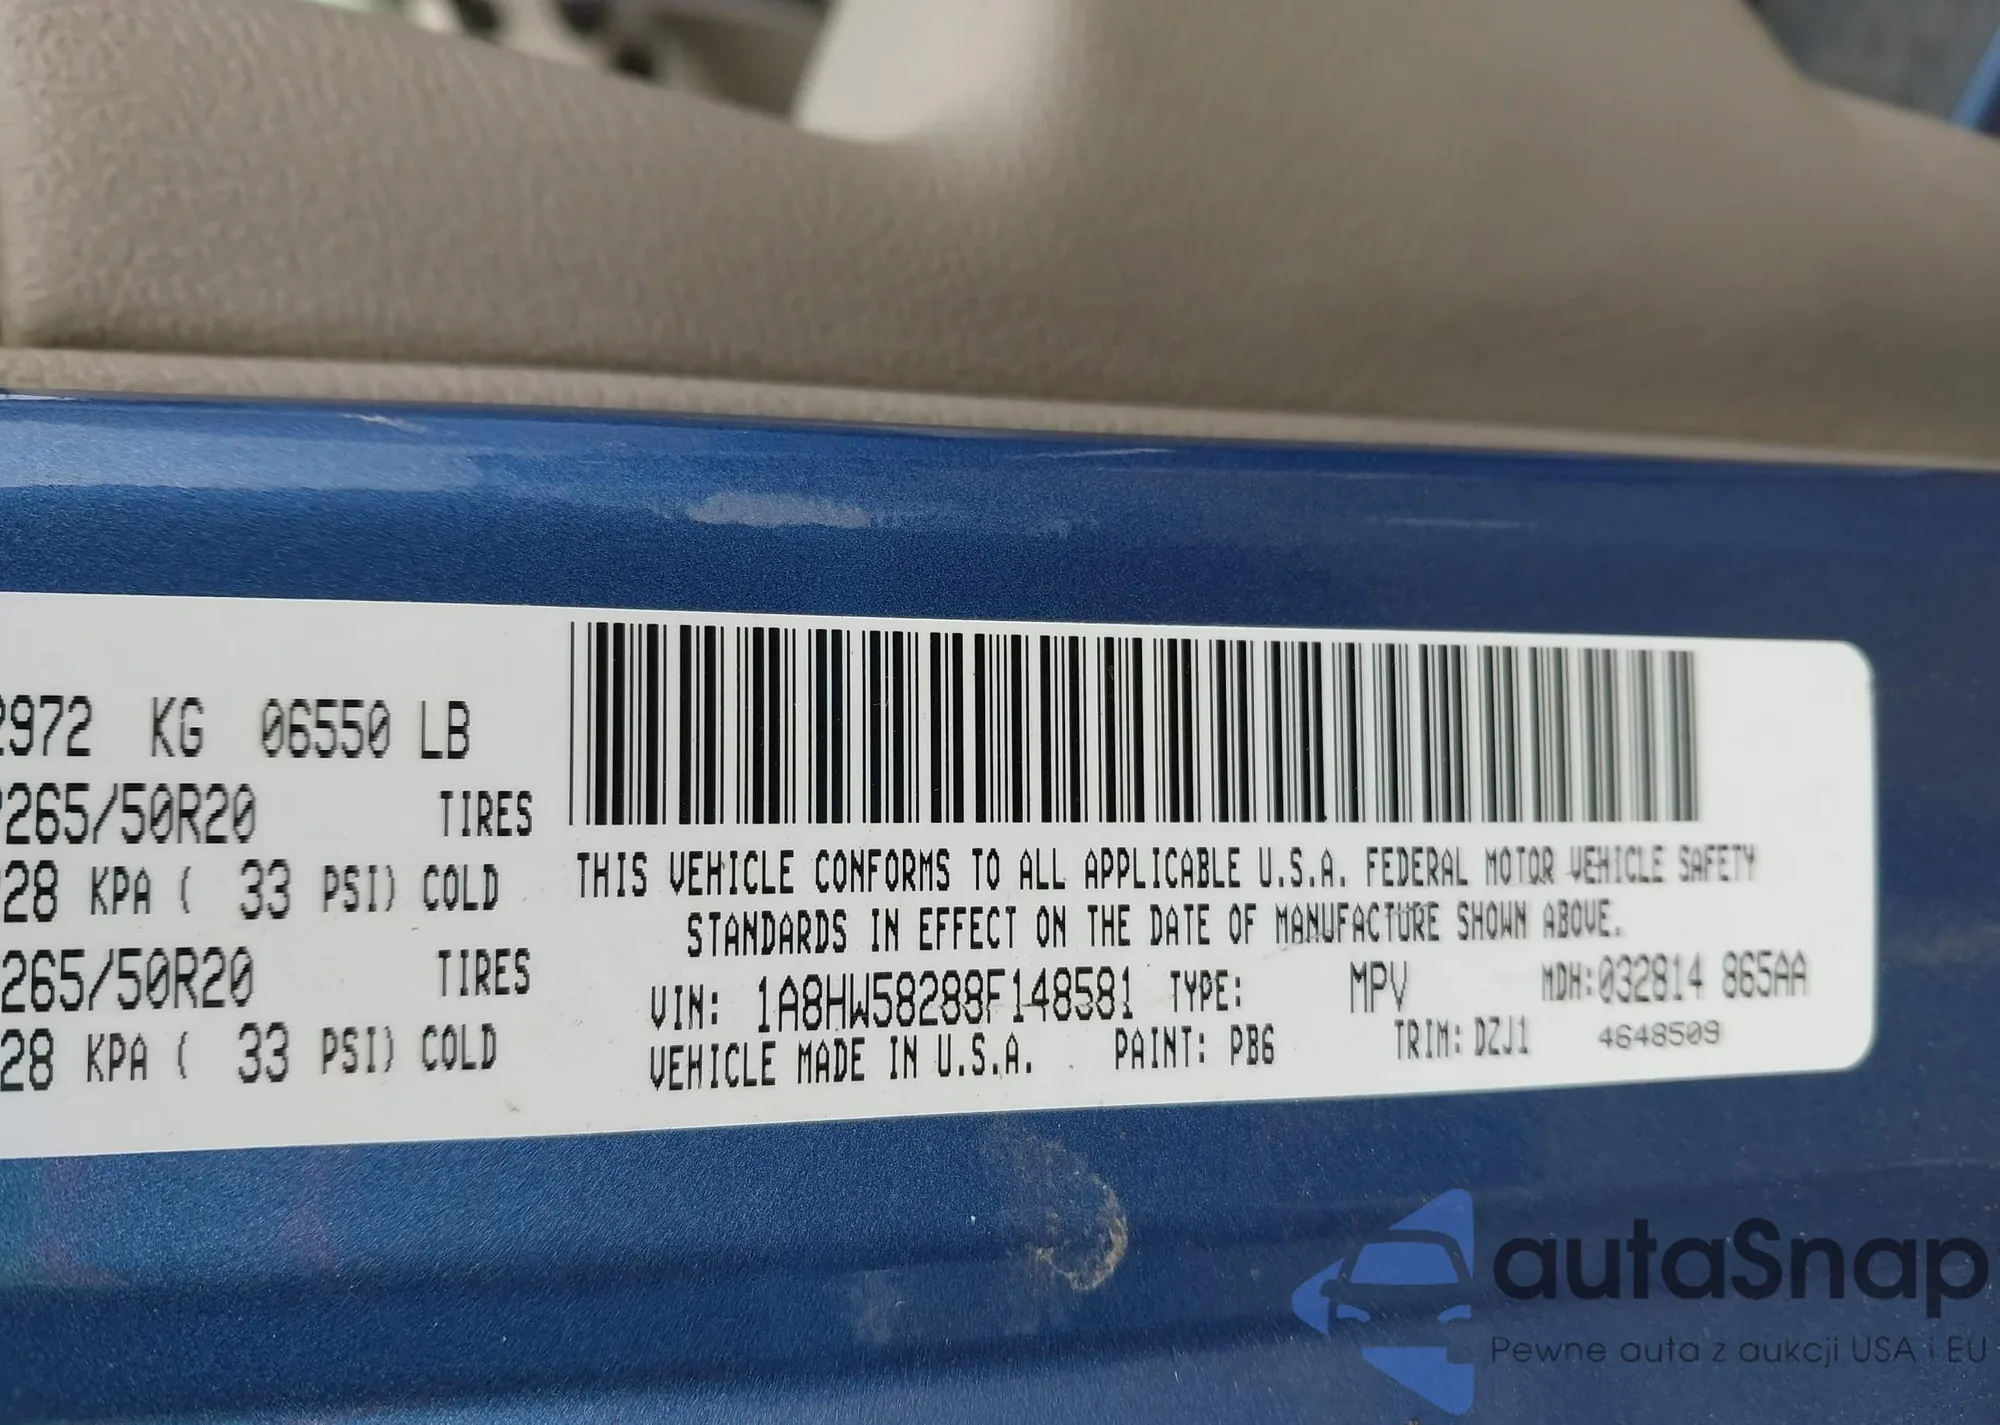 2972 KG 06550 LB
265/50R20 TIRES
28 KPA ( 33 PSI) COLD
265/50R20 TIRES
28 KPA ( 33 PSI) COLD
THIS VEHICLE CONFORMS TO ALL APPLICABLE U.S.A. FEDERAL MOTOR VEHICLE SAFETY
STANDARDS IN EFFECT ON THE DATE OF MANUFACTURE SHOWN ABOVE.
VIN: 1A8HW58288F148581 TYPE: MPV MDH:032814 865AA
VEHICLE MADE IN U.S.A. PAINT: PB6 TRIM: DZJ1 4648509
autaSnap
Pewne auta z aukcji USA i EU